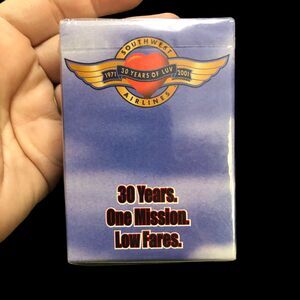 SOUTHWEST
1971 30 YEARS OF LUV 2001
AIRLINES
30 Years.
One Mission.
Low Fares.